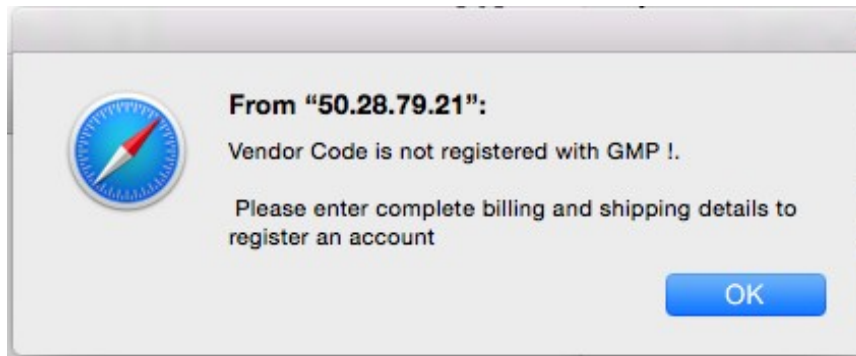 From “50.28.79.21”:
Vendor Code is not registered with GMP !.
Please enter complete billing and shipping details to
register an account
OK